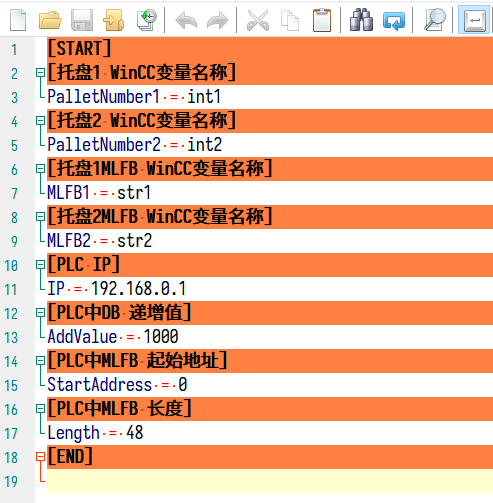 1 [START]
2 [托盘1 WinCC变量名称]
3 PalletNumber1 = int1
4 [托盘2 WinCC变量名称]
5 PalletNumber2 = int2
6 [托盘1MLFB WinCC变量名称]
7 MLFB1 = str1
8 [托盘2MLFB WinCC变量名称]
9 MLFB2 = str2
10 [PLC IP]
11 IP = 192.168.0.1
12 [PLC中DB 递增值]
13 AddValue = 1000
14 [PLC中MLFB 起始地址]
15 StartAddress = 0
16 [PLC中MLFB 长度]
17 Length = 48
18 [END]
19